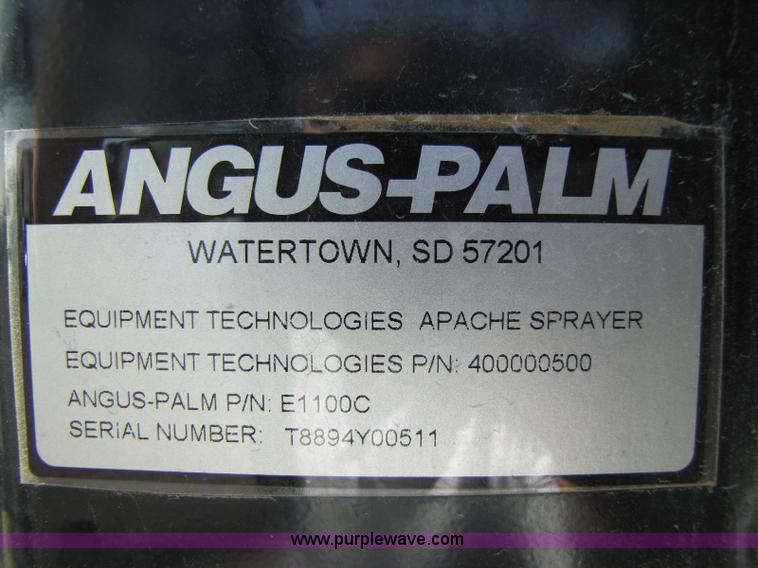 ANGUS-PALM
WATERTOWN, SD 57201
EQUIPMENT TECHNOLOGIES APACHE SPRAYER
EQUIPMENT TECHNOLOGIES P/N: 400000500
ANGUS-PALM P/N: E1100C
SERIAL NUMBER: T8894Y00511
www.purplewave.com